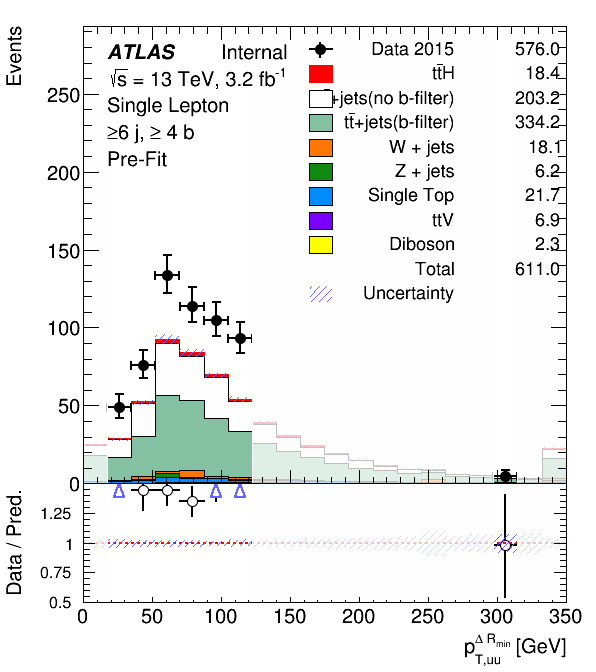 Events
ATLAS Internal
√s = 13 TeV, 3.2 fb⁻¹
Single Lepton
≥6 j, ≥ 4 b
Pre-Fit
Data 2015 576.0
tt̄H 18.4
+jets(no b-filter) 203.2
tt̄+jets(b-filter) 334.2
W + jets 18.1
Z + jets 6.2
Single Top 21.7
ttV 6.9
Diboson 2.3
Total 611.0
Uncertainty
250
200
150
100
50
0
Data / Pred.
1.25
1
0.75
0.5
0 50 100 150 200 250 300 350
p_{T,uu}^{Δ R_{min}} [GeV]